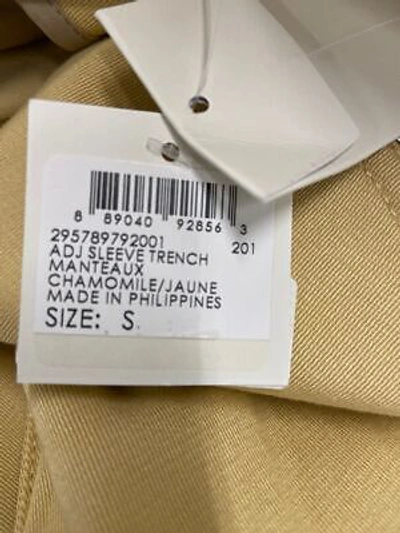 8 89040 92856 3
295789792001 201
ADJ SLEEVE TRENCH
MANTEAUX
CHAMOMILE/JAUNE
MADE IN PHILIPPINES
SIZE: S